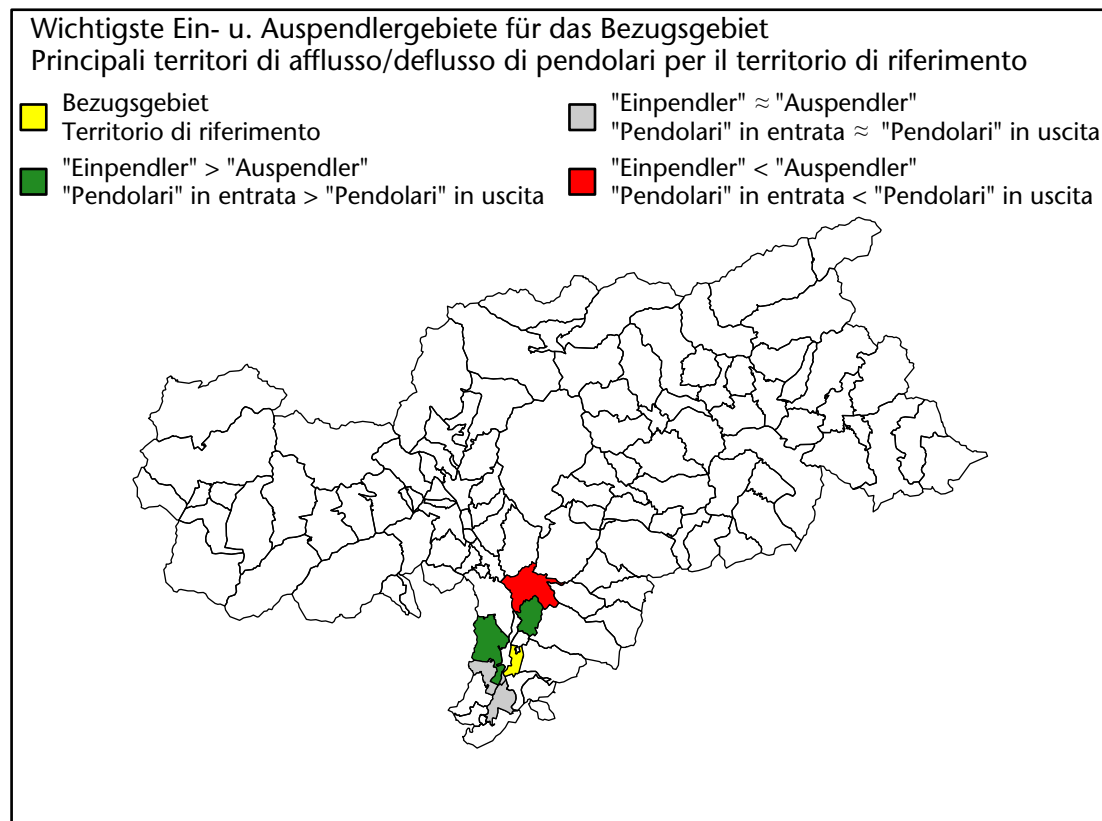 Wichtigste Ein- u. Auspendlergebiete für das Bezugsgebiet
Principali territori di afflusso/deflusso di pendolari per il territorio di riferimento
Bezugsgebiet
Territorio di riferimento
"Einpendler" > "Auspendler"
"Pendolari" in entrata > "Pendolari" in uscita
"Einpendler" ≈ "Auspendler"
"Pendolari" in entrata ≈ "Pendolari" in uscita
"Einpendler" < "Auspendler"
"Pendolari" in entrata < "Pendolari" in uscita